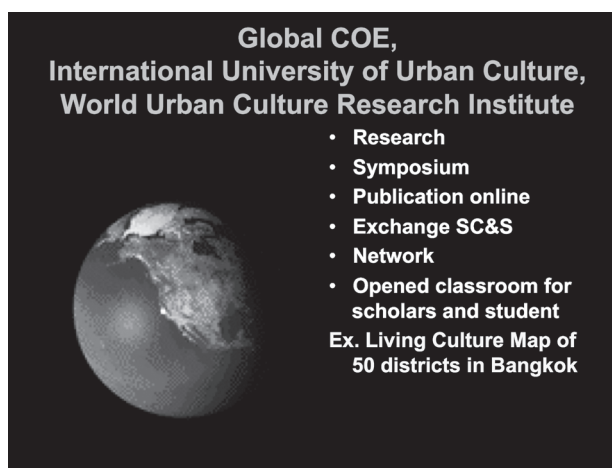 Global COE,
International University of Urban Culture,
World Urban Culture Research Institute
• Research
• Symposium
• Publication online
• Exchange SC&S
• Network
• Opened classroom for
scholars and student
Ex. Living Culture Map of
50 districts in Bangkok